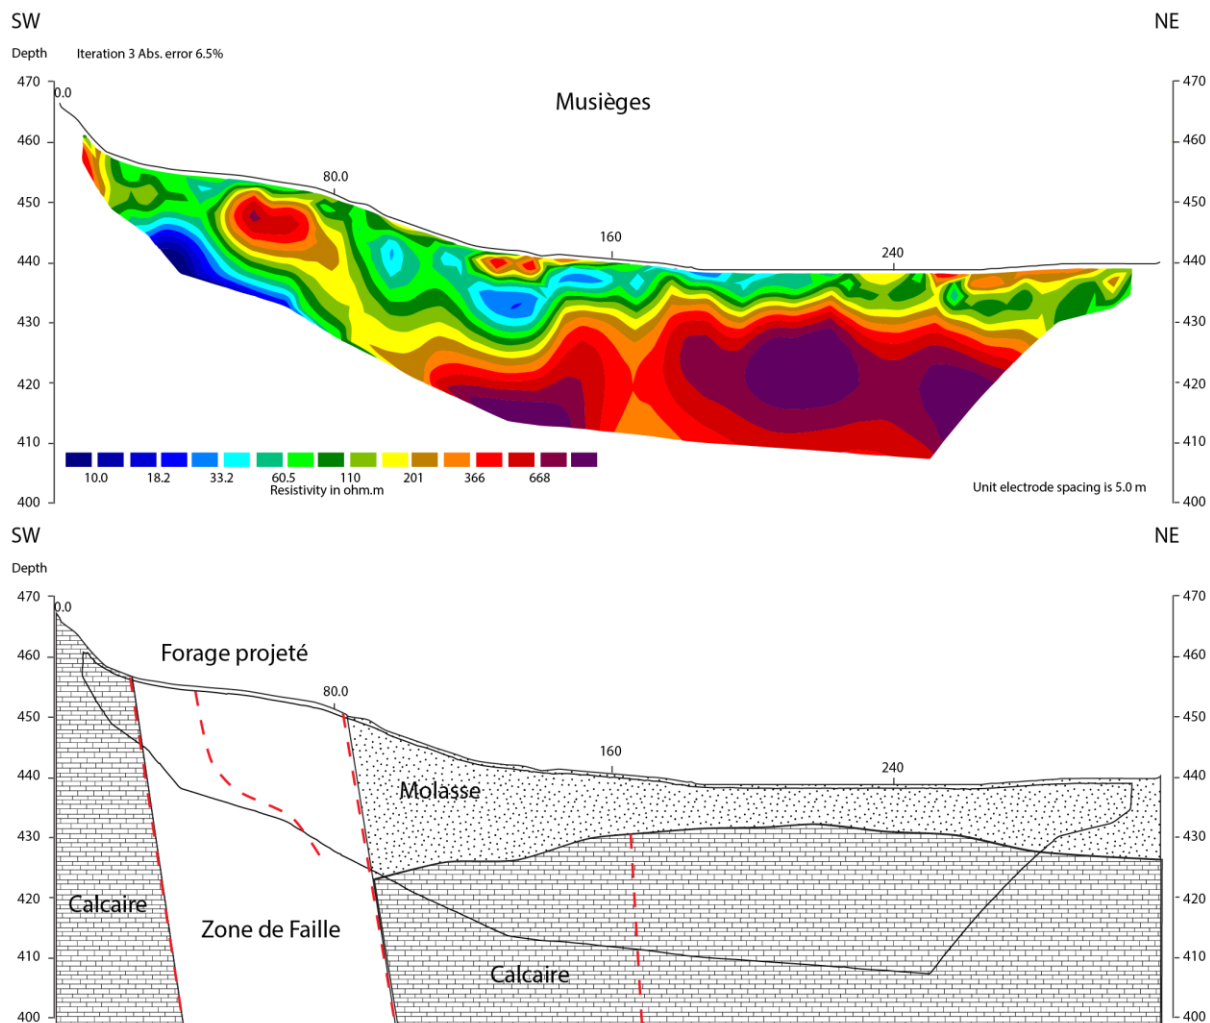 SW NE
Depth Iteration 3 Abs. error 6.5%
470 470
0.0
Musièges
460 460
80.0
450 450
160
240
440 440
430 430
420 420
410 410
10.0 18.2 33.2 60.5 110 201 366 668
Resistivity in ohm.m Unit electrode spacing is 5.0 m
400 400
SW NE
Depth
470 470
0.0
Forage projeté
460 460
80.0
450 450
160
240
440 440
Molasse
430 430
420 420
Calcaire
Zone de Faille
410 410
Calcaire
400 400